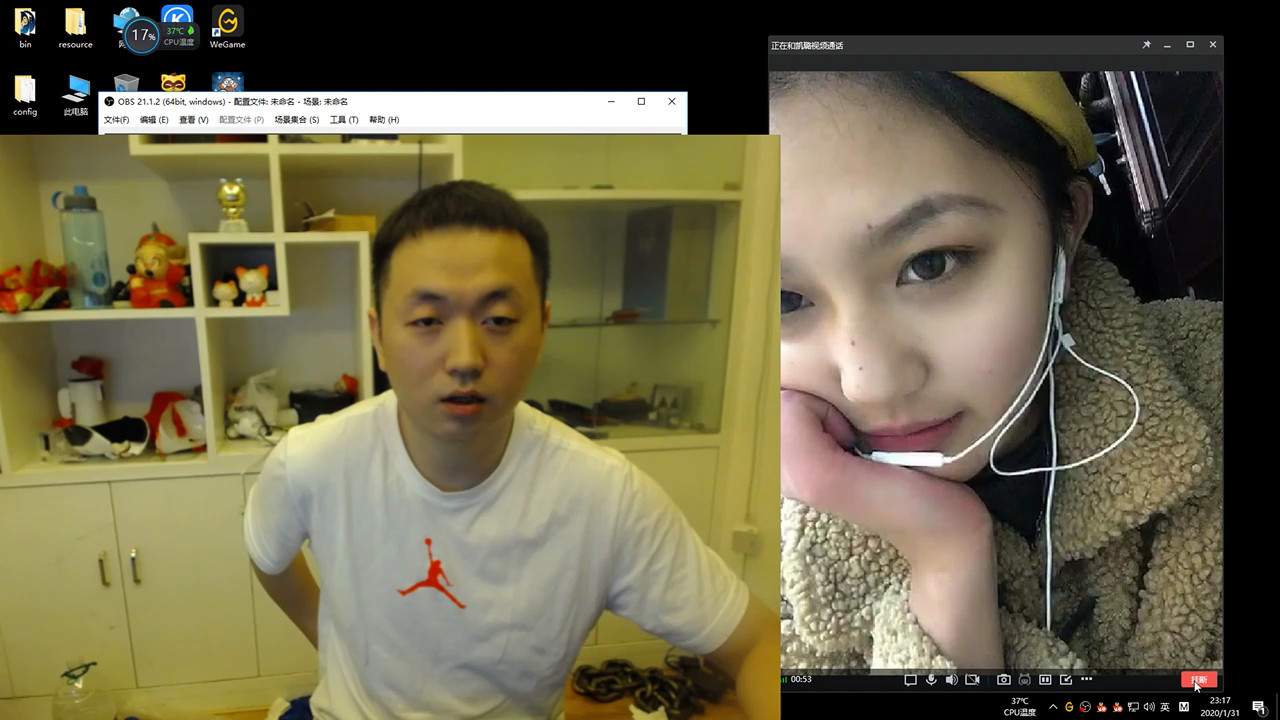 bin
resource
17%
37℃
CPU温度
WeGame
config
此电脑
OBS 21.1.2 (64bit, windows) - 配置文件: 未命名 - 场景: 未命名
文件(F) 编辑 (E) 查看 (V) 配置文件 (P) 场景集合 (S) 工具 (T) 帮助 (H)
正在和凯璐视频通话
00:53
挂断
37℃
CPU温度
英
M
23:17
2020/1/31
1